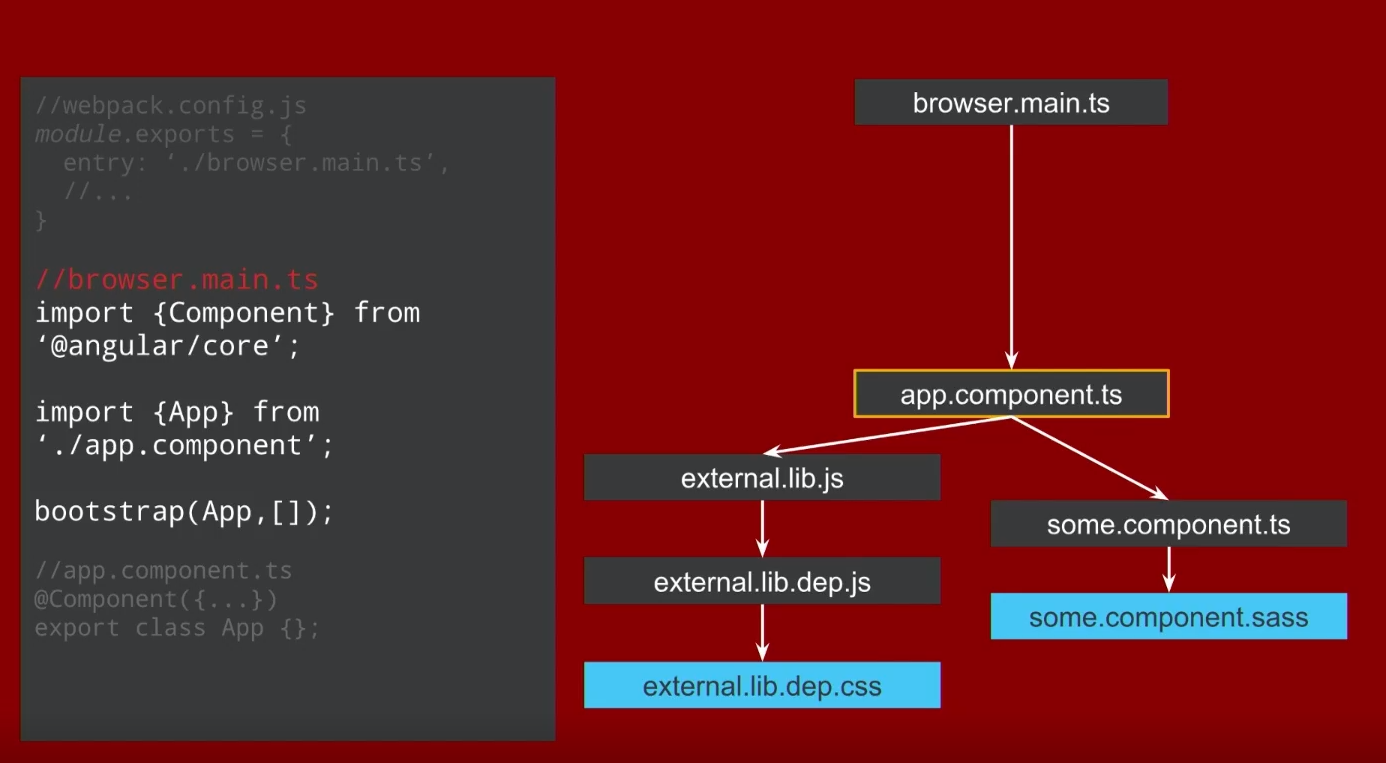 //webpack.config.js
module.exports = {
entry: ‘./browser.main.ts’,
//...
}
//browser.main.ts
import {Component} from
‘@angular/core’;
import {App} from
‘./app.component’;
bootstrap(App,[]);
//app.component.ts
@Component({...})
export class App {};
browser.main.ts
app.component.ts
external.lib.js
some.component.ts
external.lib.dep.js
some.component.sass
external.lib.dep.css